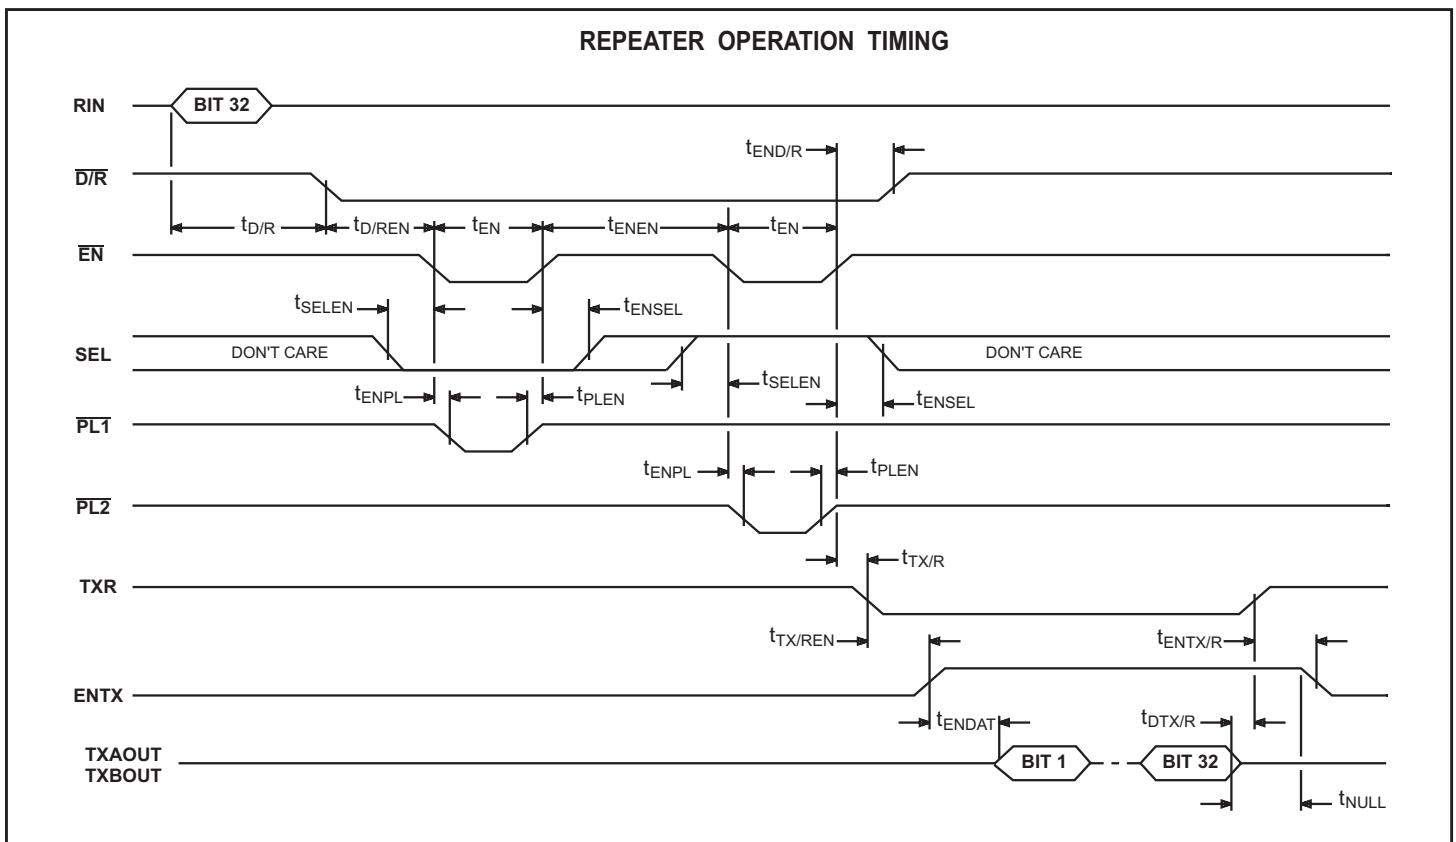 REPEATER OPERATION TIMING
RIN
BIT 32
tEND/R
D/R
tD/R
tD/REN
tEN
tENEN
tEN
EN
tSELEN
tENSEL
SEL
DON'T CARE
DON'T CARE
tENPL
tPLEN
tSELEN
tENSEL
PL1
tENPL
tPLEN
PL2
tTX/R
TXR
tTX/REN
tENTX/R
ENTX
tENDAT
tDTX/R
TXAOUT
TXBOUT
BIT 1
BIT 32
tNULL